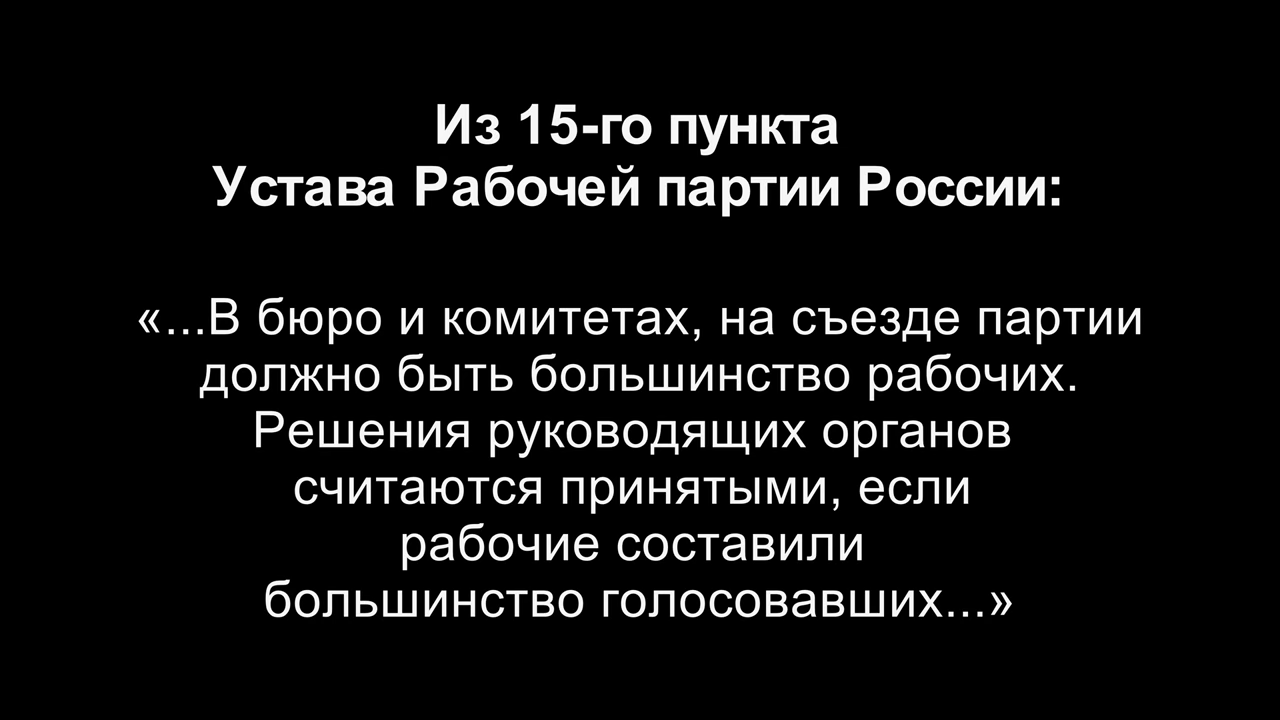 Из 15-го пункта
Устава Рабочей партии России:
«...В бюро и комитетах, на съезде партии
должно быть большинство рабочих.
Решения руководящих органов
считаются принятыми, если
рабочие составили
большинство голосовавших...»